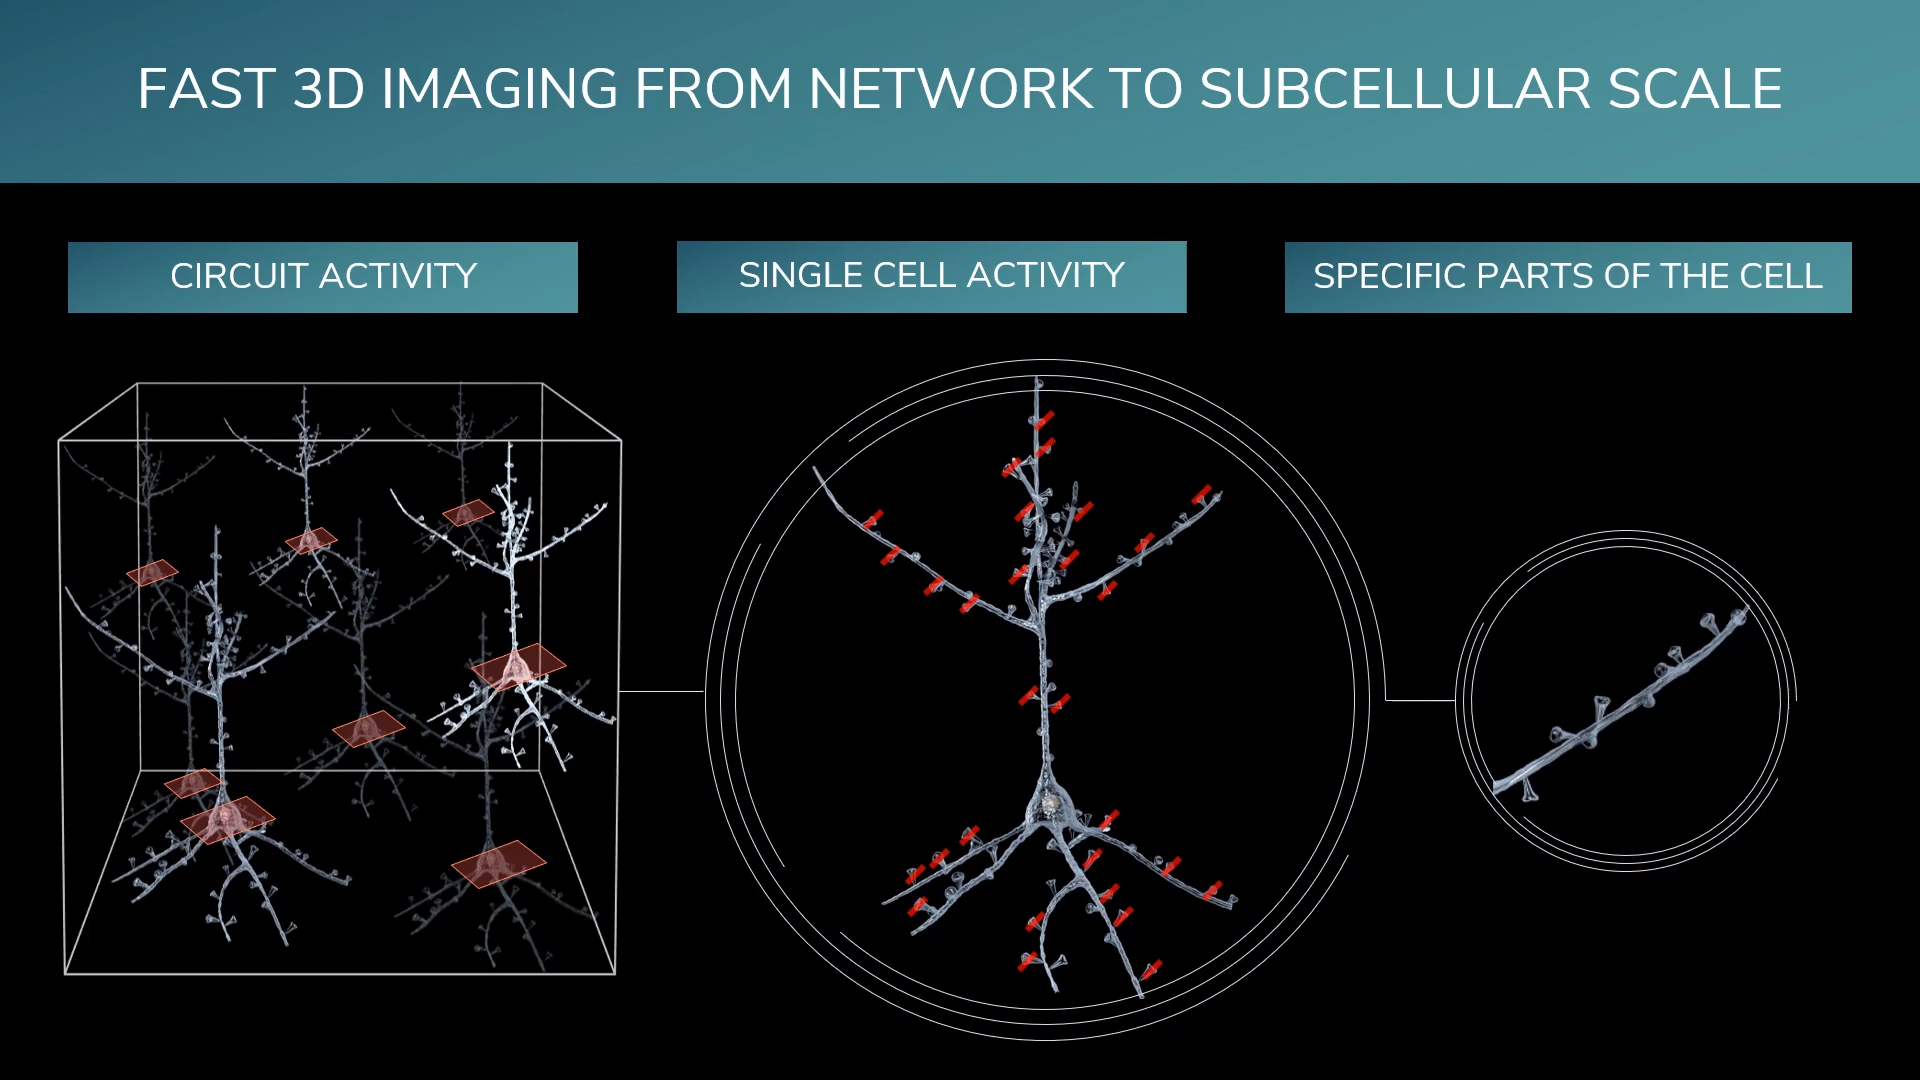 FAST 3D IMAGING FROM NETWORK TO SUBCELLULAR SCALE
CIRCUIT ACTIVITY
SINGLE CELL ACTIVITY
SPECIFIC PARTS OF THE CELL